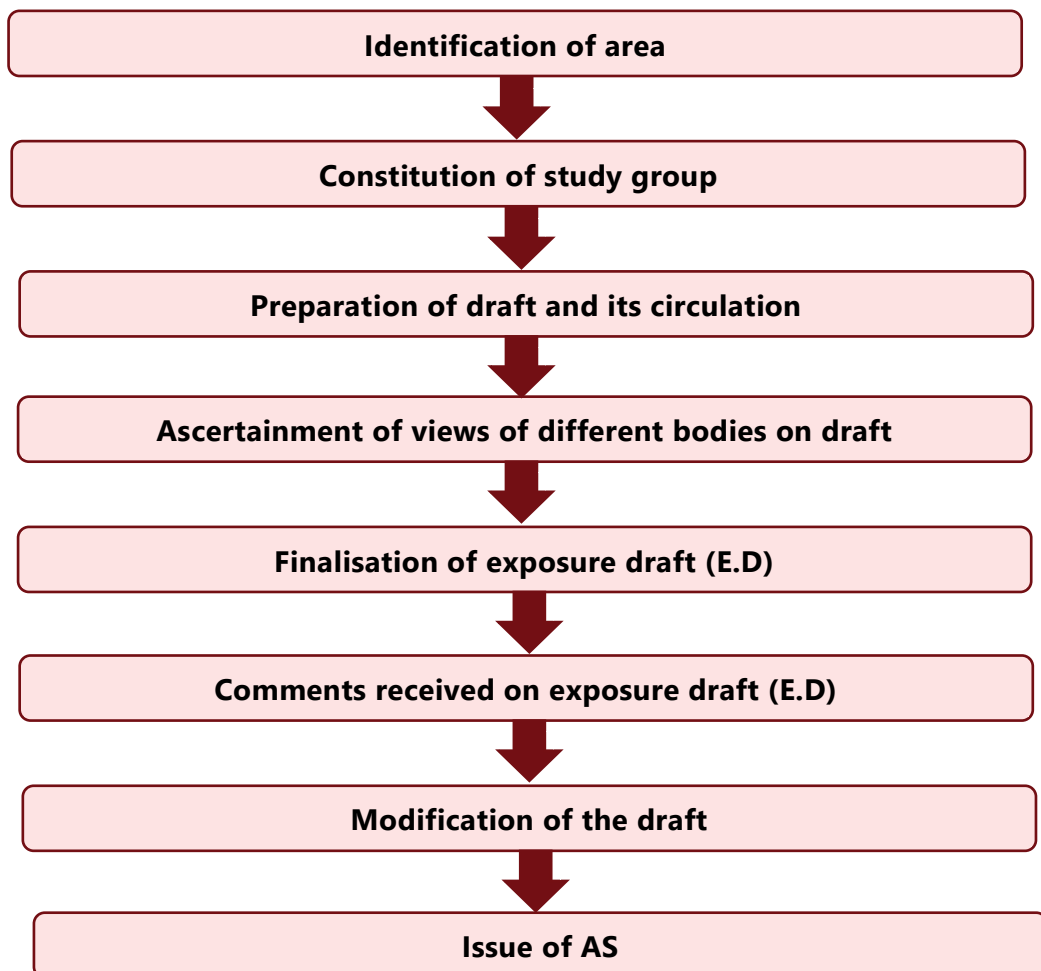 Identification of area
Constitution of study group
Preparation of draft and its circulation
Ascertainment of views of different bodies on draft
Finalisation of exposure draft (E.D)
Comments received on exposure draft (E.D)
Modification of the draft
Issue of AS